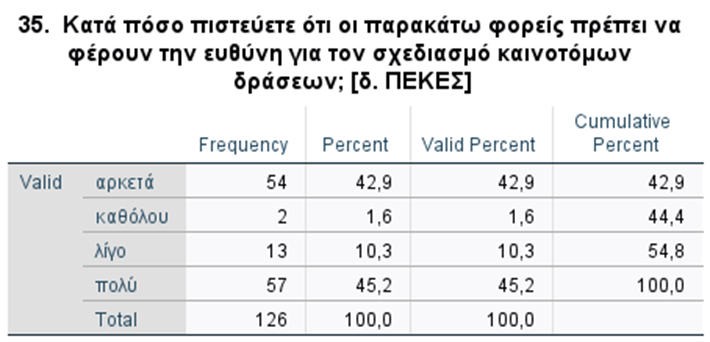 35. Κατά πόσο πιστεύετε ότι οι παρακάτω φορείς πρέπει να
φέρουν την ευθύνη για τον σχεδιασμό καινοτόμων
δράσεων; [δ. ΠΕΚΕΣ]
Frequency Percent Valid Percent Cumulative Percent
Valid αρκετά 54 42,9 42,9 42,9
καθόλου 2 1,6 1,6 44,4
λίγο 13 10,3 10,3 54,8
πολύ 57 45,2 45,2 100,0
Total 126 100,0 100,0